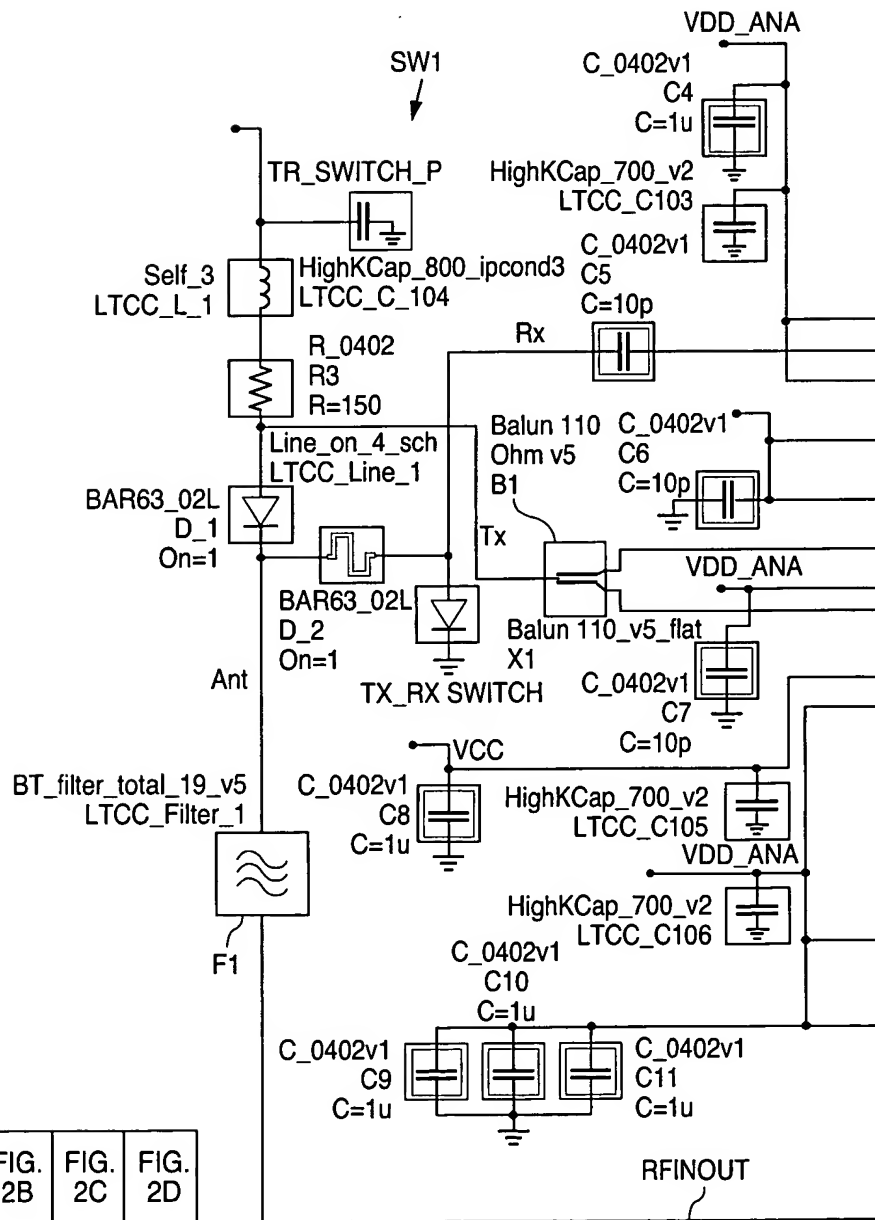 VDD_ANA
SW1
C_0402v1
C4
C=1u
TR_SWITCH_P
HighKCap_700_v2
LTCC_C103
C_0402v1
C5
C=10p
Self_3
LTCC_L_1
HighKCap_800_ipcond3
LTCC_C_104
Rx
R_0402
R3
R=150
Line_on_4_sch
LTCC_Line_1
Balun 110
Ohm v5
B1
C_0402v1
C6
C=10p
BAR63_02L
D_1
On=1
Tx
VDD_ANA
BAR63_02L
D_2
On=1
Balun 110_v5_flat
X1
TX_RX SWITCH
Ant
C_0402v1
C7
C=10p
VCC
BT_filter_total_19_v5
LTCC_Filter_1
C_0402v1
C8
C=1u
HighKCap_700_v2
LTCC_C105
VDD_ANA
HighKCap_700_v2
LTCC_C106
F1
C_0402v1
C10
C=1u
C_0402v1
C9
C=1u
C_0402v1
C11
C=1u
FIG. 2B
FIG. 2C
FIG. 2D
RFINOUT